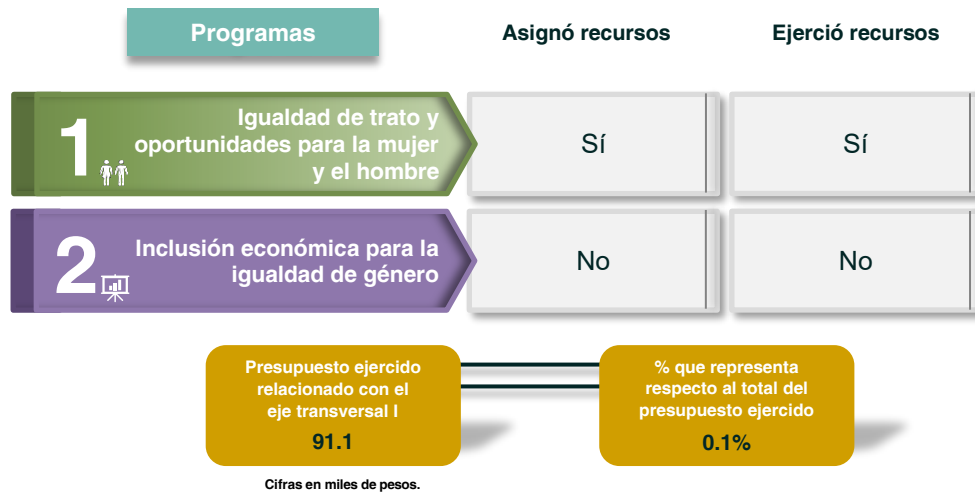 Programas
Asignó recursos
Ejerció recursos
1
Igualdad de trato y
oportunidades para la mujer
y el hombre
Sí
Sí
2
Inclusión económica para la
igualdad de género
No
No
Presupuesto ejercido
relacionado con el
eje transversal I
91.1
% que representa
respecto al total del
presupuesto ejercido
0.1%
Cifras en miles de pesos.